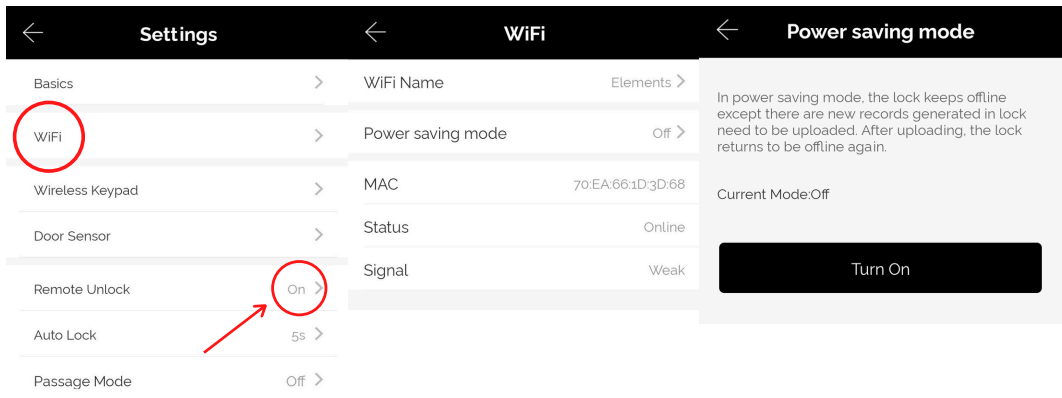 Settings
Basics
WiFi
Wireless Keypad
Door Sensor
Remote Unlock On
Auto Lock 5s
Passage Mode Off
WiFi
WiFi Name Elements
Power saving mode Off
MAC 70:EA:66:1D:3D:68
Status Online
Signal Weak
Power saving mode
In power saving mode, the lock keeps offline
except there are new records generated in lock
need to be uploaded. After uploading, the lock
returns to be offline again.
Current Mode:Off
Turn On